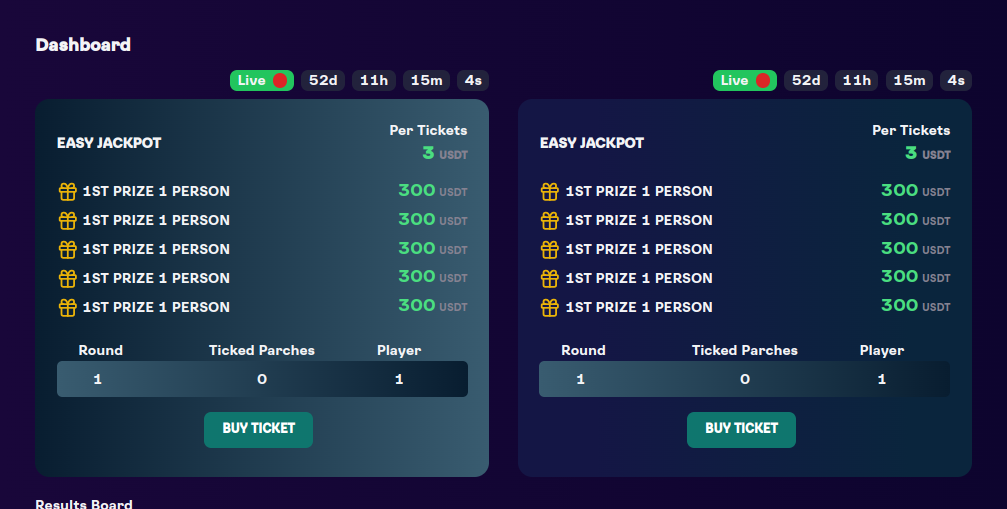 Dashboard
Live 52d 11h 15m 4s
Live 52d 11h 15m 4s
EASY JACKPOT
Per Tickets
3 USDT
1ST PRIZE 1 PERSON 300 USDT
1ST PRIZE 1 PERSON 300 USDT
1ST PRIZE 1 PERSON 300 USDT
1ST PRIZE 1 PERSON 300 USDT
1ST PRIZE 1 PERSON 300 USDT
Round Ticked Parches Player
1 0 1
BUY TICKET
EASY JACKPOT
Per Tickets
3 USDT
1ST PRIZE 1 PERSON 300 USDT
1ST PRIZE 1 PERSON 300 USDT
1ST PRIZE 1 PERSON 300 USDT
1ST PRIZE 1 PERSON 300 USDT
1ST PRIZE 1 PERSON 300 USDT
Round Ticked Parches Player
1 0 1
BUY TICKET
Results Board